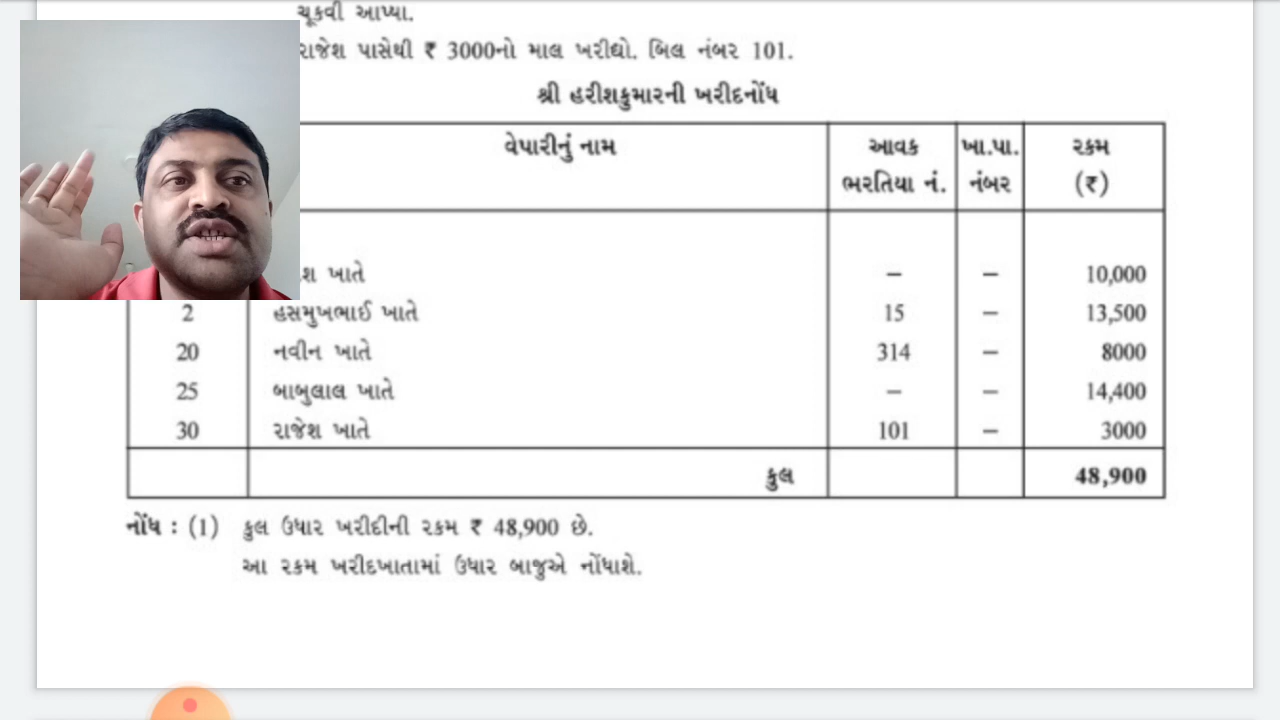 ચૂકવી આપ્યા.
રાજેશ પાસેથી ₹ 3000નો માલ ખરીદ્યો. બિલ નંબર 101.
શ્રી હરીશકુમારની ખરીદનોંધ
વેપારીનું નામ આવક ભરતિયા નં. ખા.પા. નંબર રકમ (₹)
ખાતે – – 10,000
2 હસમુખભાઈ ખાતે 15 – 13,500
20 નવીન ખાતે 314 – 8000
25 બાબુલાલ ખાતે – – 14,400
30 રાજેશ ખાતે 101 – 3000
કુલ 48,900
નોંધ : (1) કુલ ઉધાર ખરીદીની રકમ ₹ 48,900 છે.
આ રકમ ખરીદખાતામાં ઉધાર બાજુએ નોંધાશે.